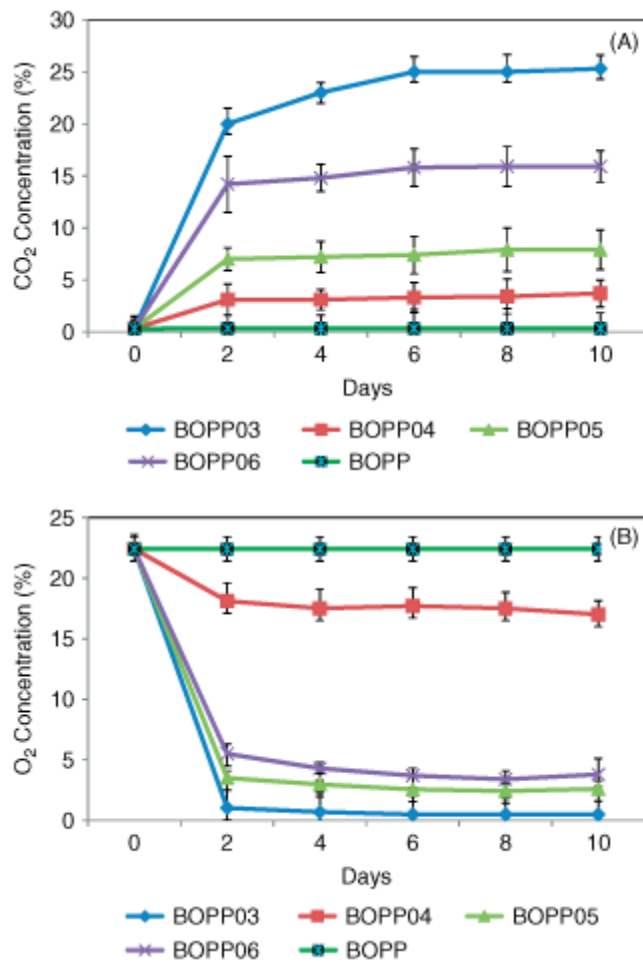 (A)
CO₂ Concentration (%)
30
25
20
15
10
5
0
0 2 4 6 8 10
Days
BOPP03 BOPP04 BOPP05
BOPP06 BOPP
(B)
O₂ Concentration (%)
25
20
15
10
5
0
0 2 4 6 8 10
Days
BOPP03 BOPP04 BOPP05
BOPP06 BOPP